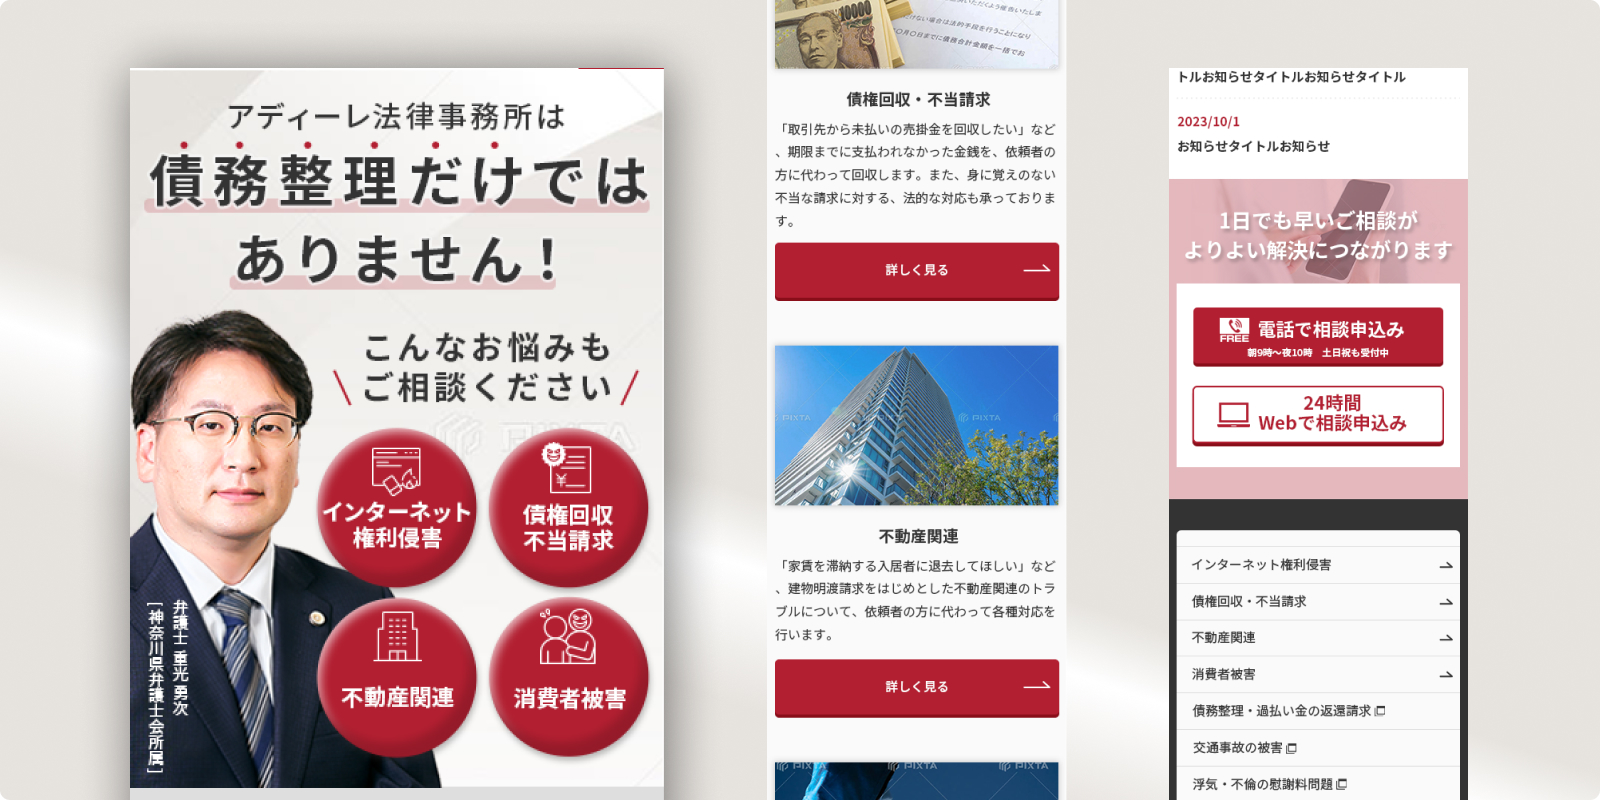 アディーレ法律事務所は
債務整理だけでは
ありません！
こんなお悩みも
ご相談ください
インターネット
権利侵害
債権回収
不当請求
不動産関連
消費者被害
弁護士 重光 勇次
[神奈川県弁護士会所属]
10000
債権回収・不当請求
「取引先から未払いの売掛金を回収したい」など
、期限までに支払われなかった金銭を、依頼者の
方に代わって回収します。また、身に覚えのない
不当な請求に対する、法的な対応も承っておりま
す。
詳しく見る
PIXTA
不動産関連
「家賃を滞納する入居者に退去してほしい」など
、建物明渡請求をはじめとした不動産関連のトラ
ブルについて、依頼者の方に代わって各種対応を
行います。
詳しく見る
PIXTA
トルお知らせタイトルお知らせタイトル
2023/10/1
お知らせタイトルお知らせ
1日でも早いご相談が
よりよい解決につながります
FREE
電話で相談申込み
朝9時〜夜10時　土日祝も受付中
24時間
Webで相談申込み
インターネット権利侵害
債権回収・不当請求
不動産関連
消費者被害
債務整理・過払い金の返還請求
交通事故の被害
浮気・不倫の慰謝料問題